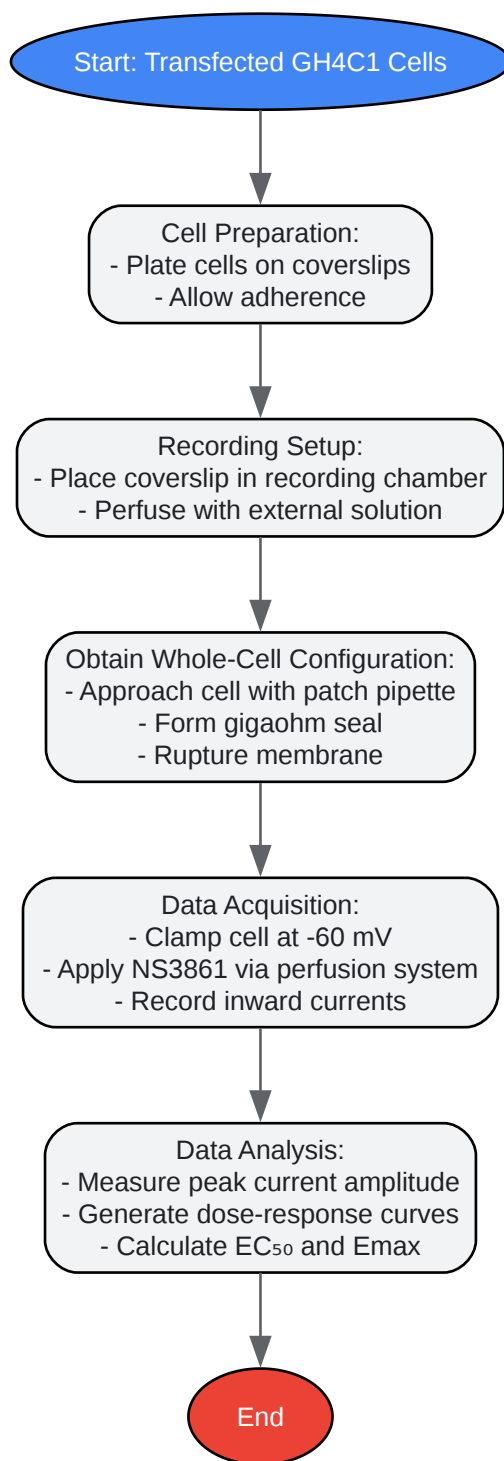 Start: Transfected GH4C1 Cells
Cell Preparation:
- Plate cells on coverslips
- Allow adherence
Recording Setup:
- Place coverslip in recording chamber
- Perfuse with external solution
Obtain Whole-Cell Configuration:
- Approach cell with patch pipette
- Form gigaohm seal
- Rupture membrane
Data Acquisition:
- Clamp cell at -60 mV
- Apply NS3861 via perfusion system
- Record inward currents
Data Analysis:
- Measure peak current amplitude
- Generate dose-response curves
- Calculate EC₅₀ and Emax
End